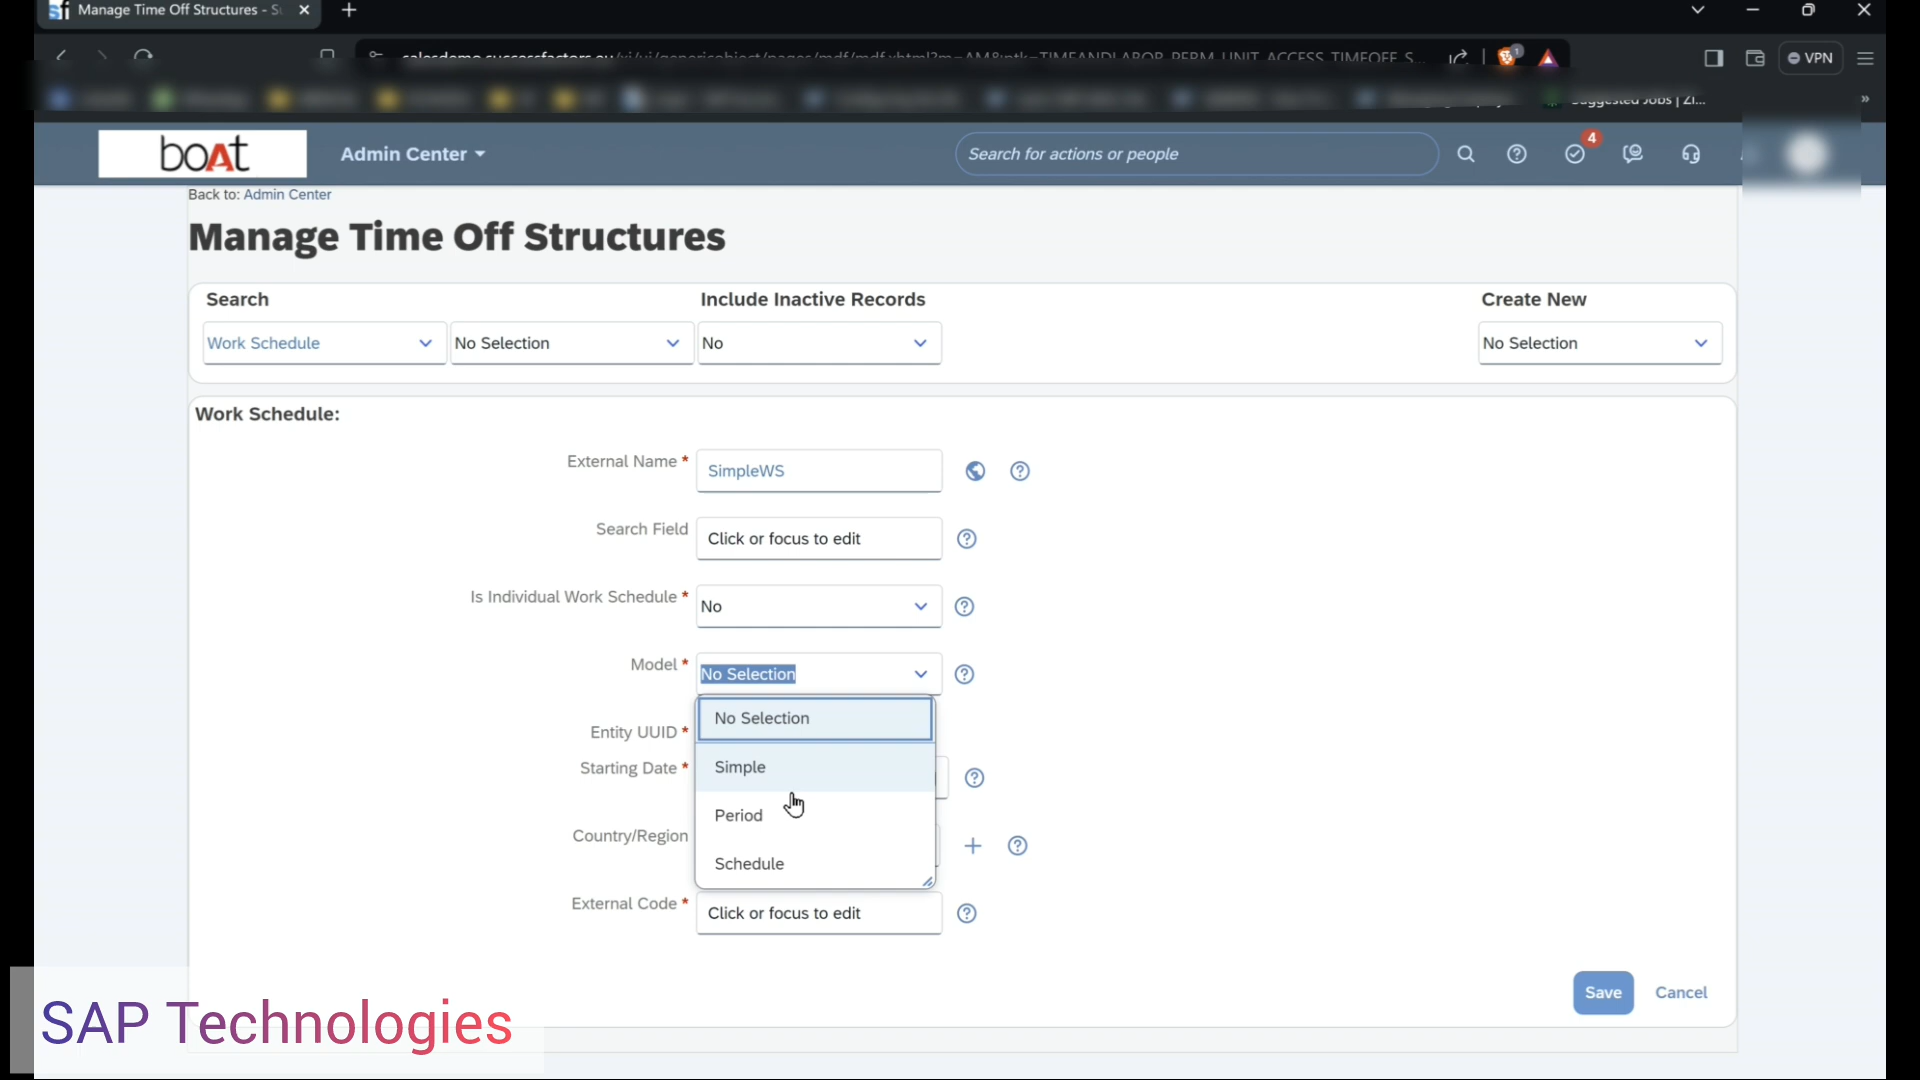 Manage Time Off Structures - Su
boAt
Admin Center
Search for actions or people
4
VPN
1
Back to: Admin Center
Manage Time Off Structures
Search
Include Inactive Records
Create New
Work Schedule
No Selection
No
No Selection
Work Schedule:
External Name *
SimpleWS
Search Field
Click or focus to edit
Is Individual Work Schedule *
No
Model *
No Selection
No Selection
Entity UUID *
Simple
Starting Date *
Period
Country/Region
Schedule
External Code *
Click or focus to edit
Save
Cancel
SAP Technologies